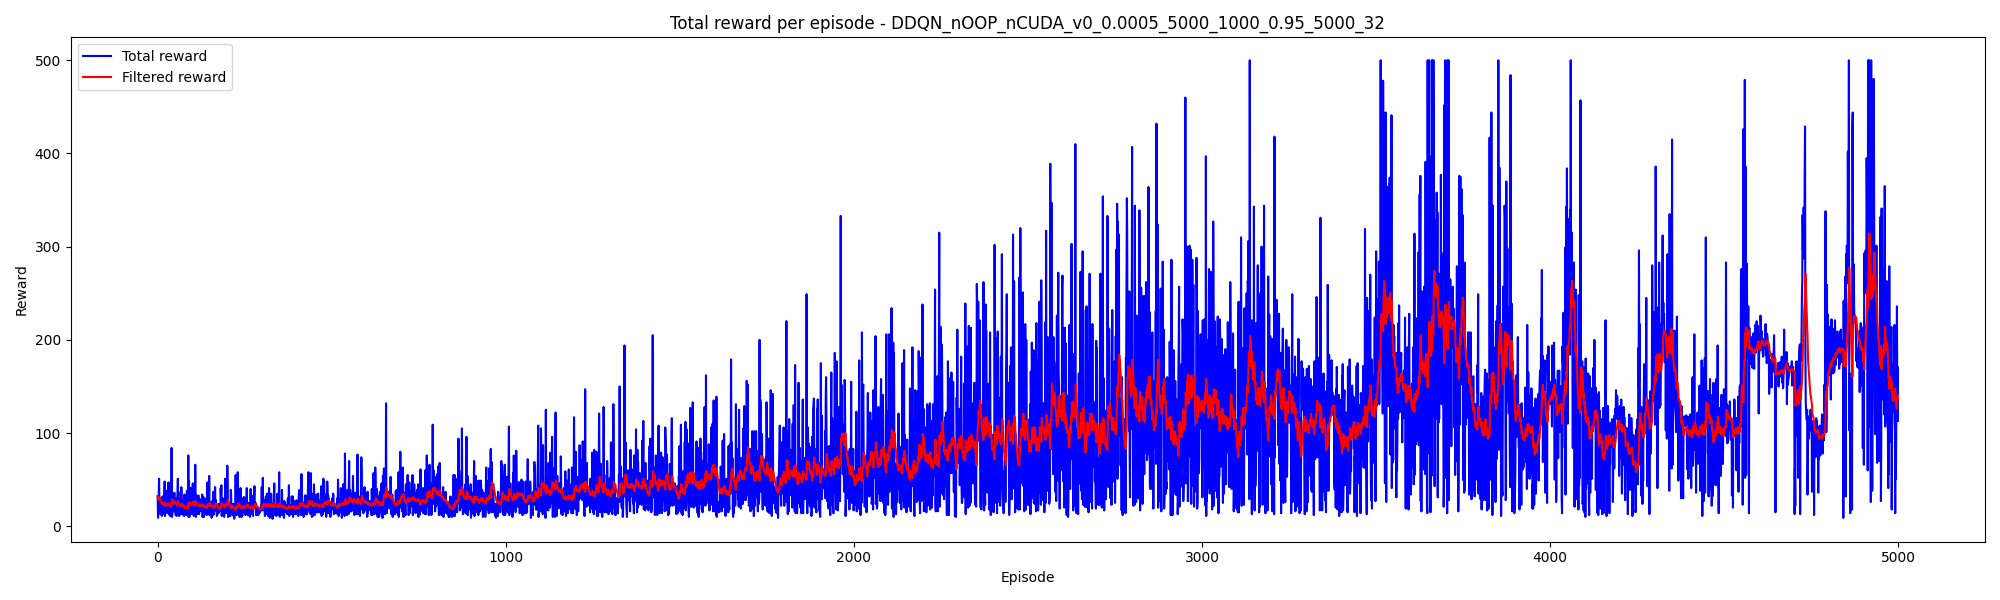 Total reward per episode - DDQN_nOOP_nCUDA_v0_0.0005_5000_1000_0.95_5000_32
Total reward
Filtered reward
500
400
300
200
100
0
Reward
0 1000 2000 3000 4000 5000
Episode